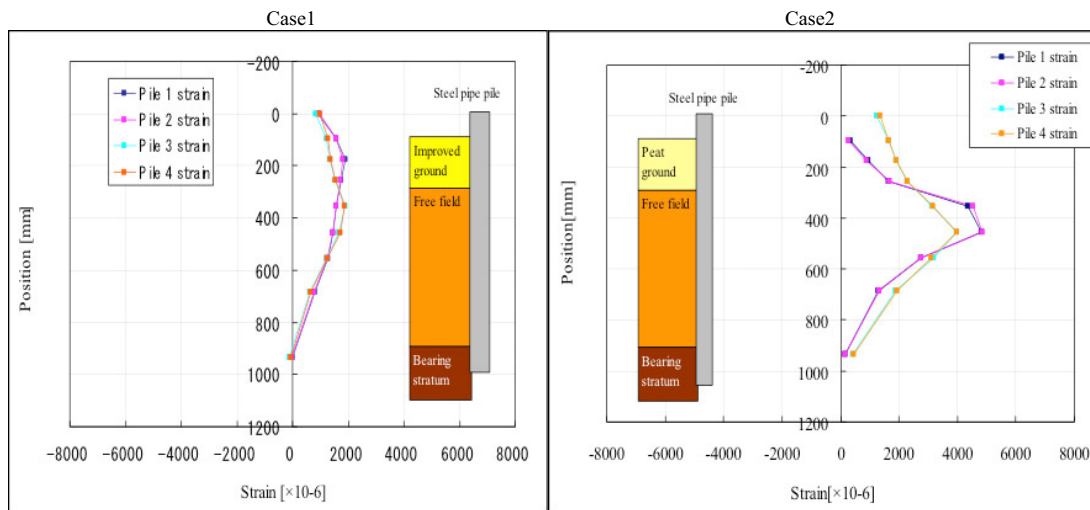 Case1
Case2
-200
0
200
400
600
800
1000
1200
Position [mm]
Pile 1 strain
Pile 2 strain
Pile 3 strain
Pile 4 strain
Steel pipe pile
Improved
ground
Free field
Bearing
stratum
-8000 -6000 -4000 -2000 0 2000 4000 6000 8000
Strain [×10-6]
-200
0
200
400
600
800
1000
1200
Position[mm]
Pile 1 strain
Pile 2 strain
Pile 3 strain
Pile 4 strain
Steel pipe pile
Peat
ground
Free field
Bearing
stratum
-8000 -6000 -4000 -2000 0 2000 4000 6000 8000
Strain[×10-6]